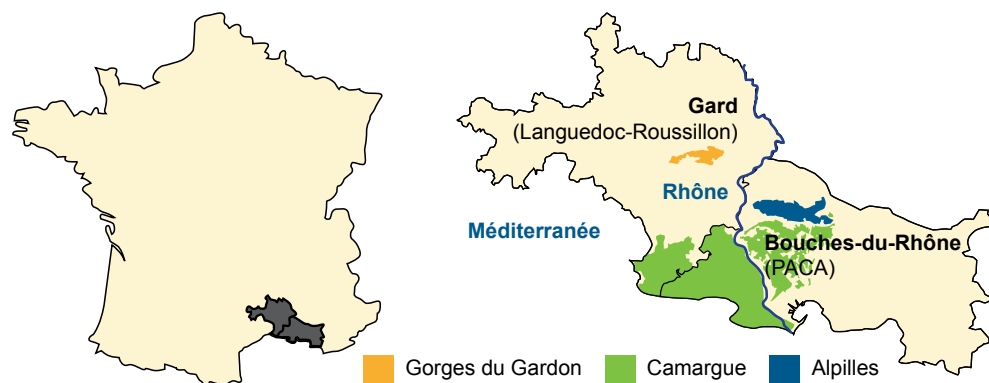 Gard
(Languedoc-Roussillon)
Rhône
Méditerranée
Bouches-du-Rhône
(PACA)
Gorges du Gardon
Camargue
Alpilles